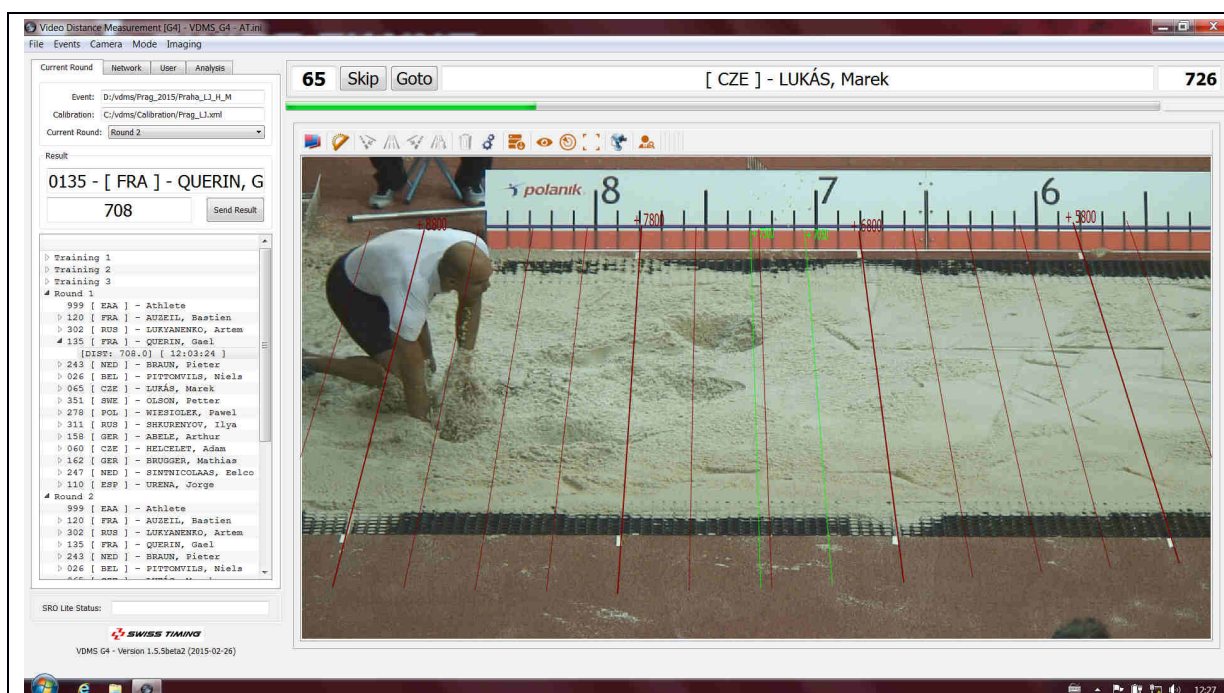 Video Distance Measurement [G4] - VDMS_G4 - AT.ini
File Events Camera Mode Imaging
Current Round Network User Analysis
65 Skip Goto [ CZE ] - LUKÁS, Marek 726
Event: D:/vdms/Prag_2015/Praha_LJ_H_M
Calibration: C:/vdms/Calibration/Prag_LJ.xml
Current Round: Round 2
Result
0135 - [ FRA ] - QUERIN, G
708 Send Result
polanik 8 7 6
+ 8800 + 7800 + 6800 + 5800
Training 1
Training 2
Training 3
Round 1
999 [ EAA ] - Athlete
120 [ FRA ] - AUZEIL, Bastien
302 [ RUS ] - LUKYANENKO, Artem
135 [ FRA ] - QUERIN, Gael
[DIST: 708.0] [ 12:03:24 ]
243 [ NED ] - BRAUN, Pieter
026 [ BEL ] - PITTOMVILS, Niels
065 [ CZE ] - LUKÁS, Marek
351 [ SWE ] - OLSON, Petter
278 [ POL ] - WIESIOLEK, Pawel
311 [ RUS ] - SHKURENYOV, Ilya
158 [ GER ] - ABELE, Arthur
060 [ CZE ] - HELCELET, Adam
162 [ GER ] - BRUGGER, Mathias
247 [ NED ] - SINTNICOLAAS, Eelco
110 [ ESP ] - URENA, Jorge
Round 2
999 [ EAA ] - Athlete
120 [ FRA ] - AUZEIL, Bastien
302 [ RUS ] - LUKYANENKO, Artem
135 [ FRA ] - QUERIN, Gael
243 [ NED ] - BRAUN, Pieter
026 [ BEL ] - PITTOMVILS, Niels
SRO Lite Status:
SWISS TIMING
VDMS G4 - Version 1.5.5beta2 (2015-02-26)
12:27